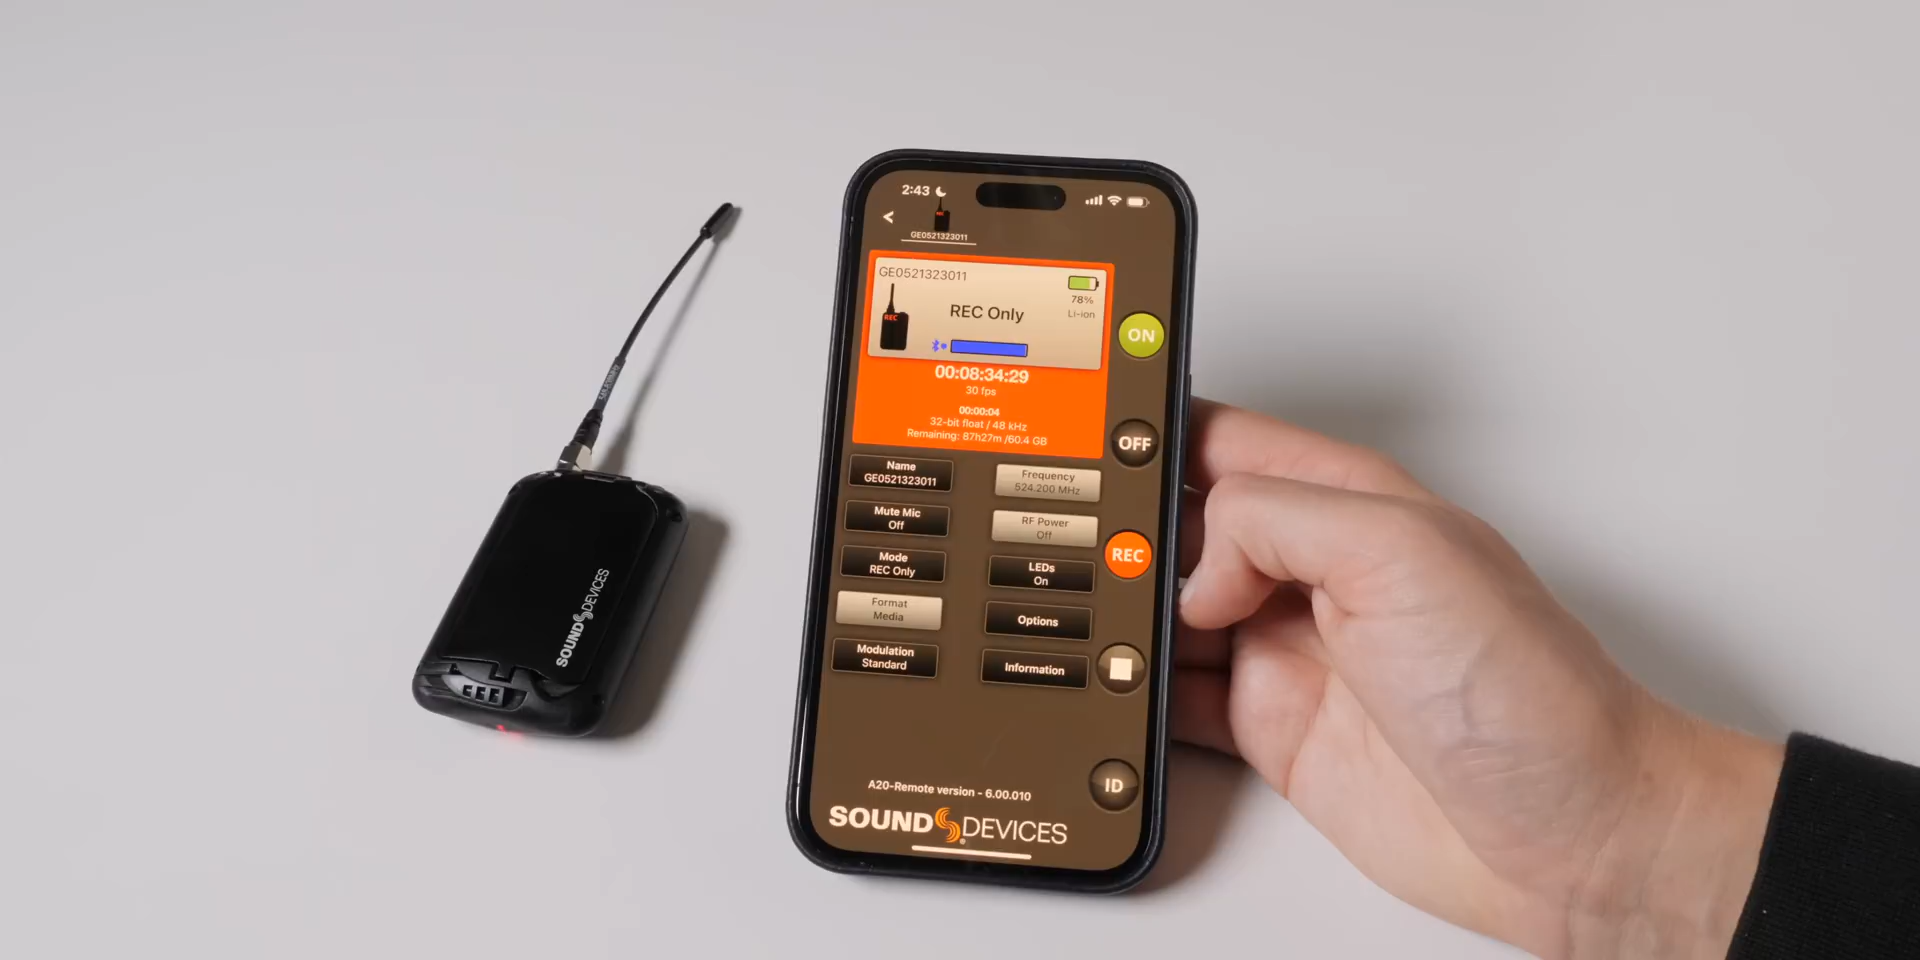 2:43
GE0521323011
GE0521323011
78%
Li-ion
REC
REC Only
00:08:34:29
30 fps
00:00:04
32-bit float / 48 kHz
Remaining: 87h27m /60.4 GB
ON
OFF
REC
ID
Name
GE0521323011
Frequency
524.200 MHz
Mute Mic
Off
RF Power
Off
Mode
REC Only
LEDs
On
Format
Media
Options
Modulation
Standard
Information
A20-Remote version - 6.00.010
SOUND DEVICES
SOUND DEVICES